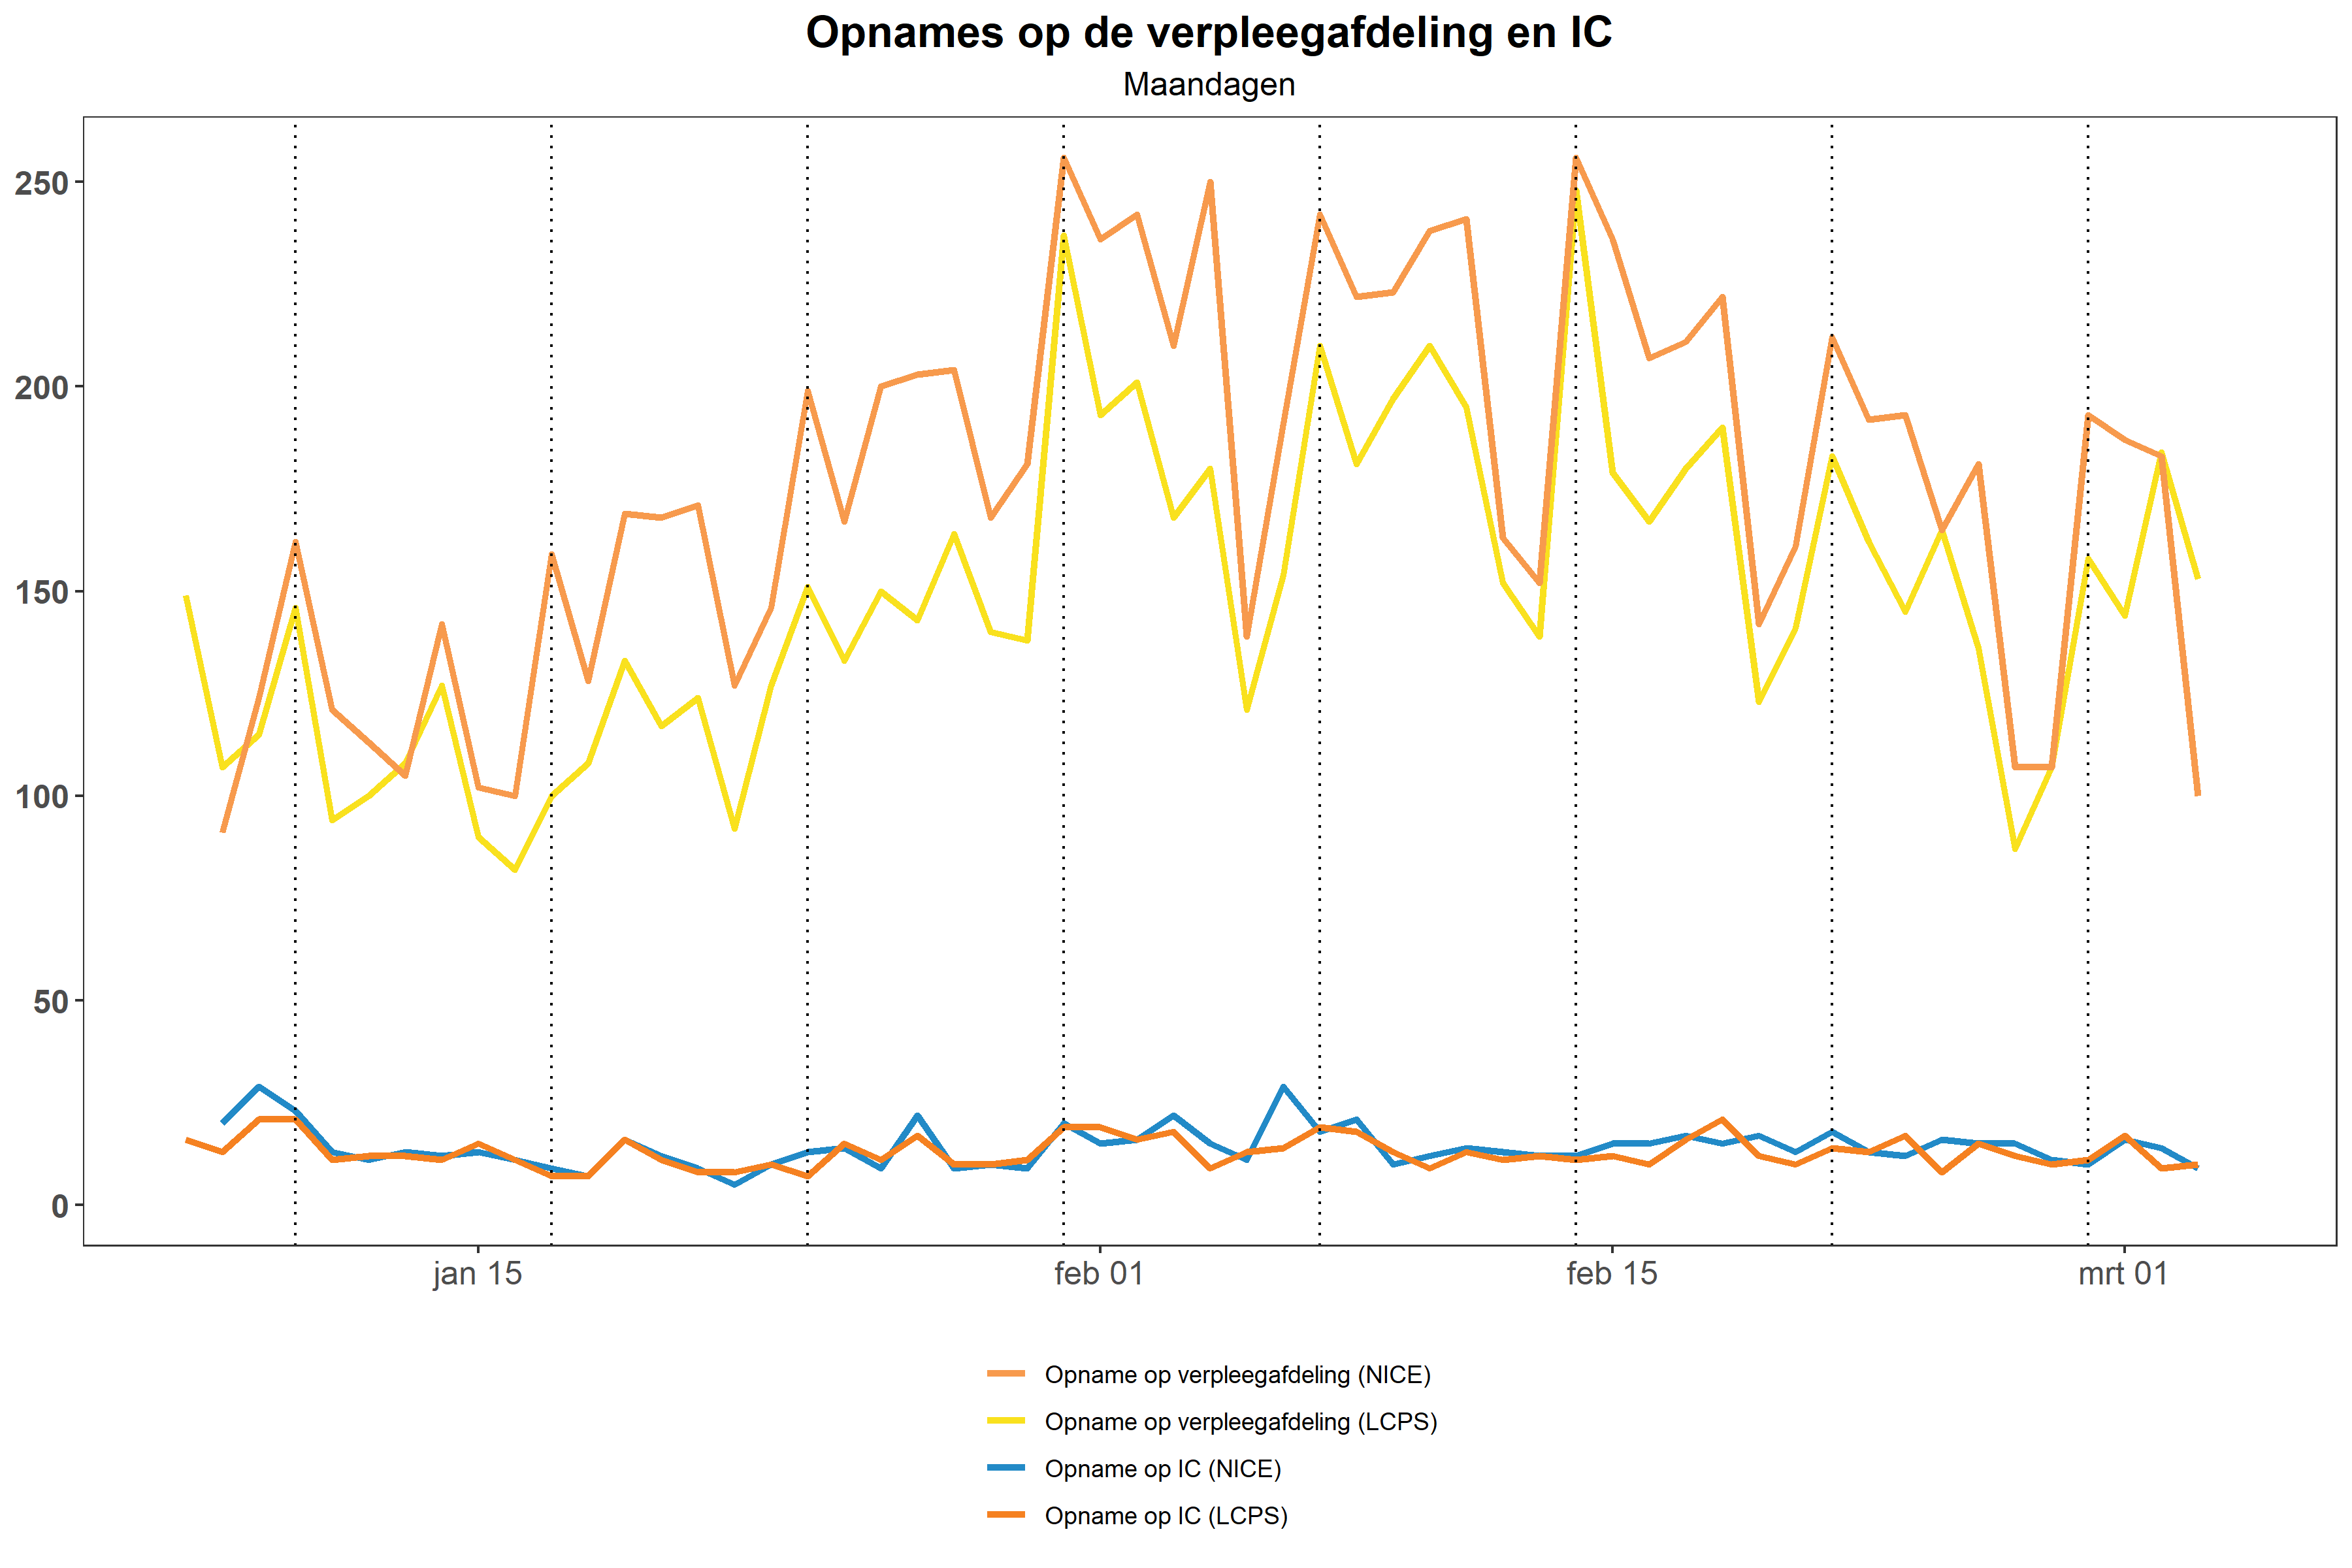 Opnames op de verpleegafdeling en IC
Maandagen
250
200
150
100
50
0
jan 15
feb 01
feb 15
mrt 01
Opname op verpleegafdeling (NICE)
Opname op verpleegafdeling (LCPS)
Opname op IC (NICE)
Opname op IC (LCPS)